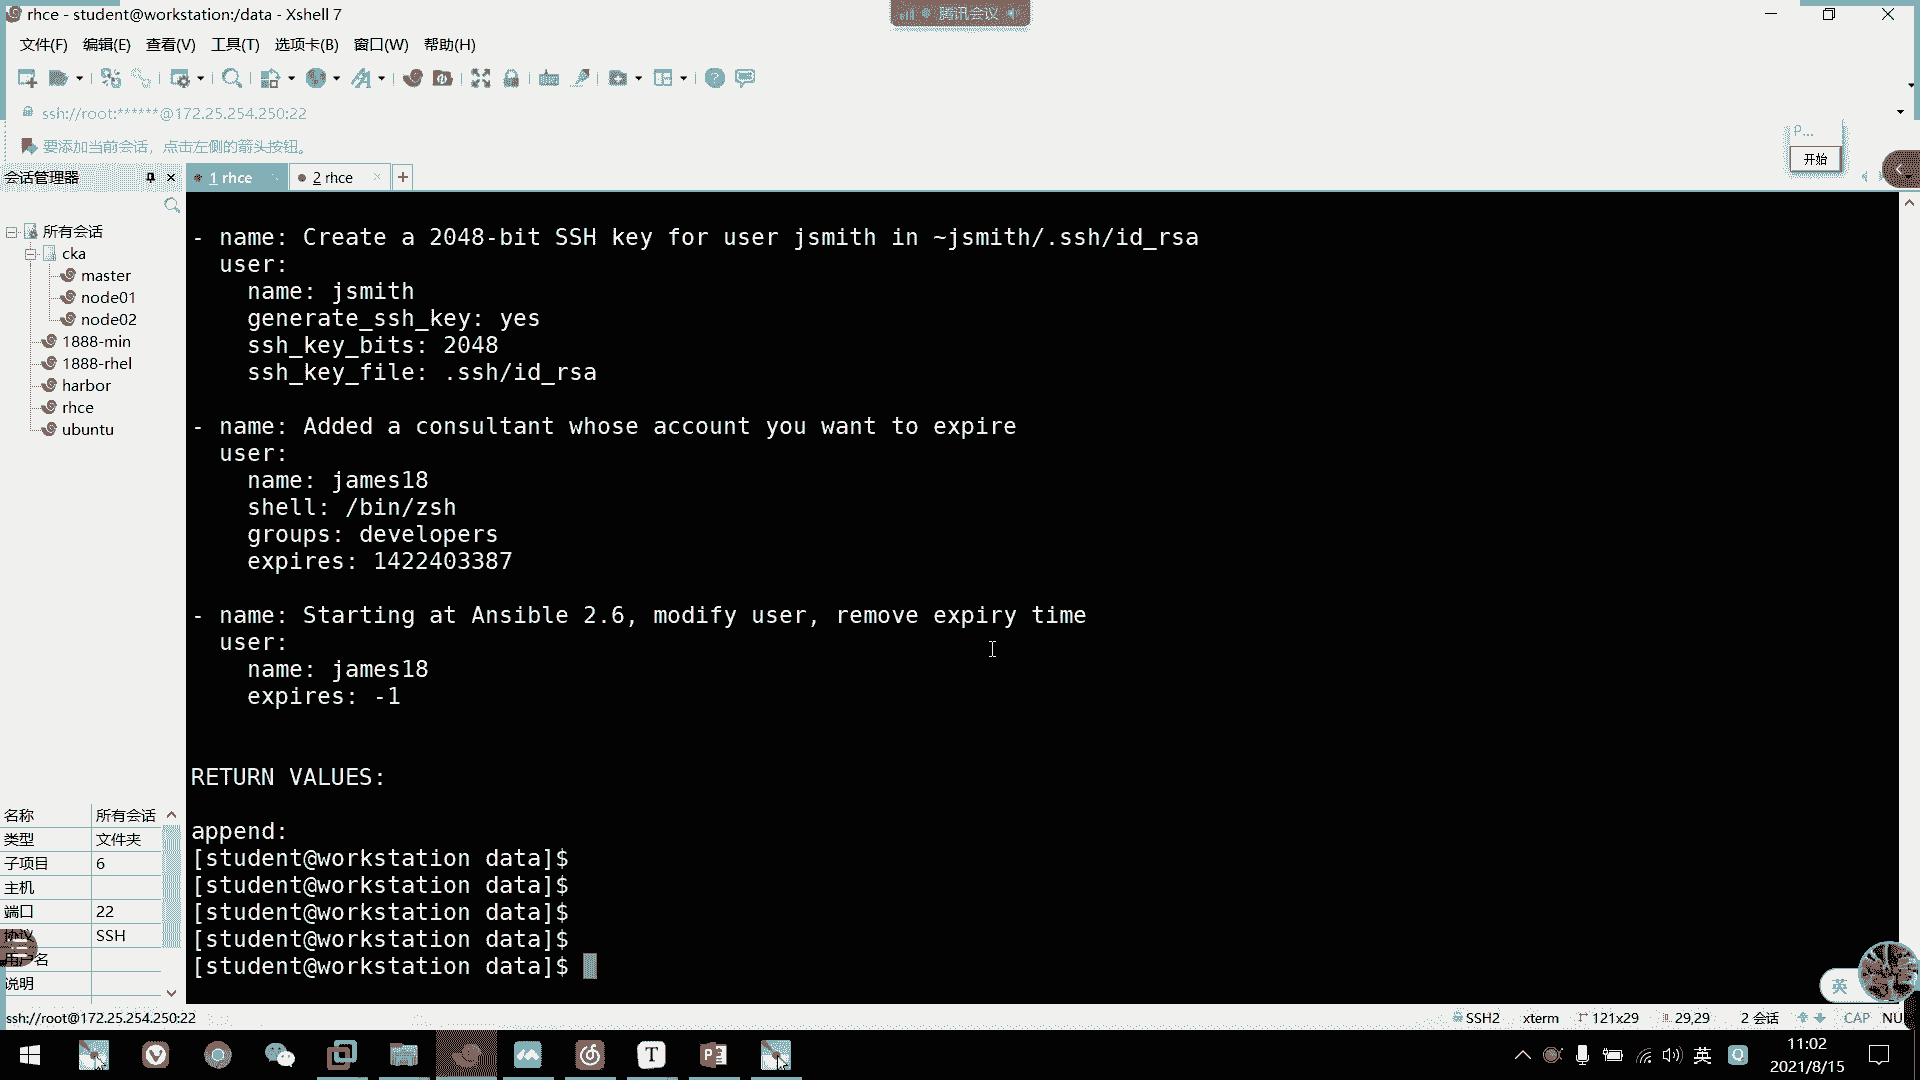 rhce - student@workstation:/data - Xshell 7
腾讯会议
文件(F) 编辑(E) 查看(V) 工具(T) 选项卡(B) 窗口(W) 帮助(H)
ssh://root:******@172.25.254.250:22
要添加当前会话，点击左侧的箭头按钮。
P...
开始
会话管理器
1 rhce
2 rhce
所有会话
cka
master
node01
node02
1888-min
1888-rhel
harbor
rhce
ubuntu
名称 所有会话
类型 文件夹
子项目 6
主机
端口 22
协议 SSH
用户名
说明
- name: Create a 2048-bit SSH key for user jsmith in ~jsmith/.ssh/id_rsa
user:
name: jsmith
generate_ssh_key: yes
ssh_key_bits: 2048
ssh_key_file: .ssh/id_rsa
- name: Added a consultant whose account you want to expire
user:
name: james18
shell: /bin/zsh
groups: developers
expires: 1422403387
- name: Starting at Ansible 2.6, modify user, remove expiry time
user:
name: james18
expires: -1
RETURN VALUES:
append:
[student@workstation data]$
[student@workstation data]$
[student@workstation data]$
[student@workstation data]$
[student@workstation data]$
英
ssh://root@172.25.254.250:22
SSH2 xterm 121x29 29,29 2 会话 CAP NU
英
11:02
2021/8/15